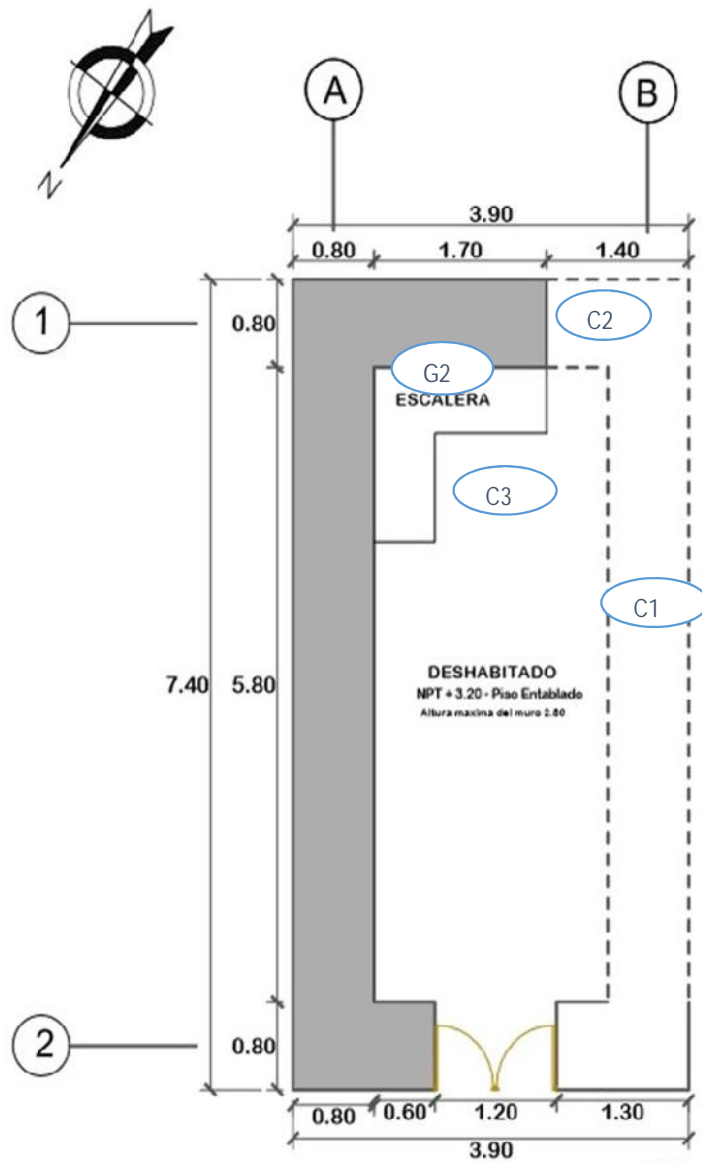 N
A
B
3.90
0.80
1.70
1.40
1
0.80
C2
G2
ESCALERA
C3
C1
7.40
5.80
DESHABITADO
NPT + 3.20 - Piso Entablado
Altura maxima del muro 2.80
2
0.80
0.80
0.60
1.20
1.30
3.90